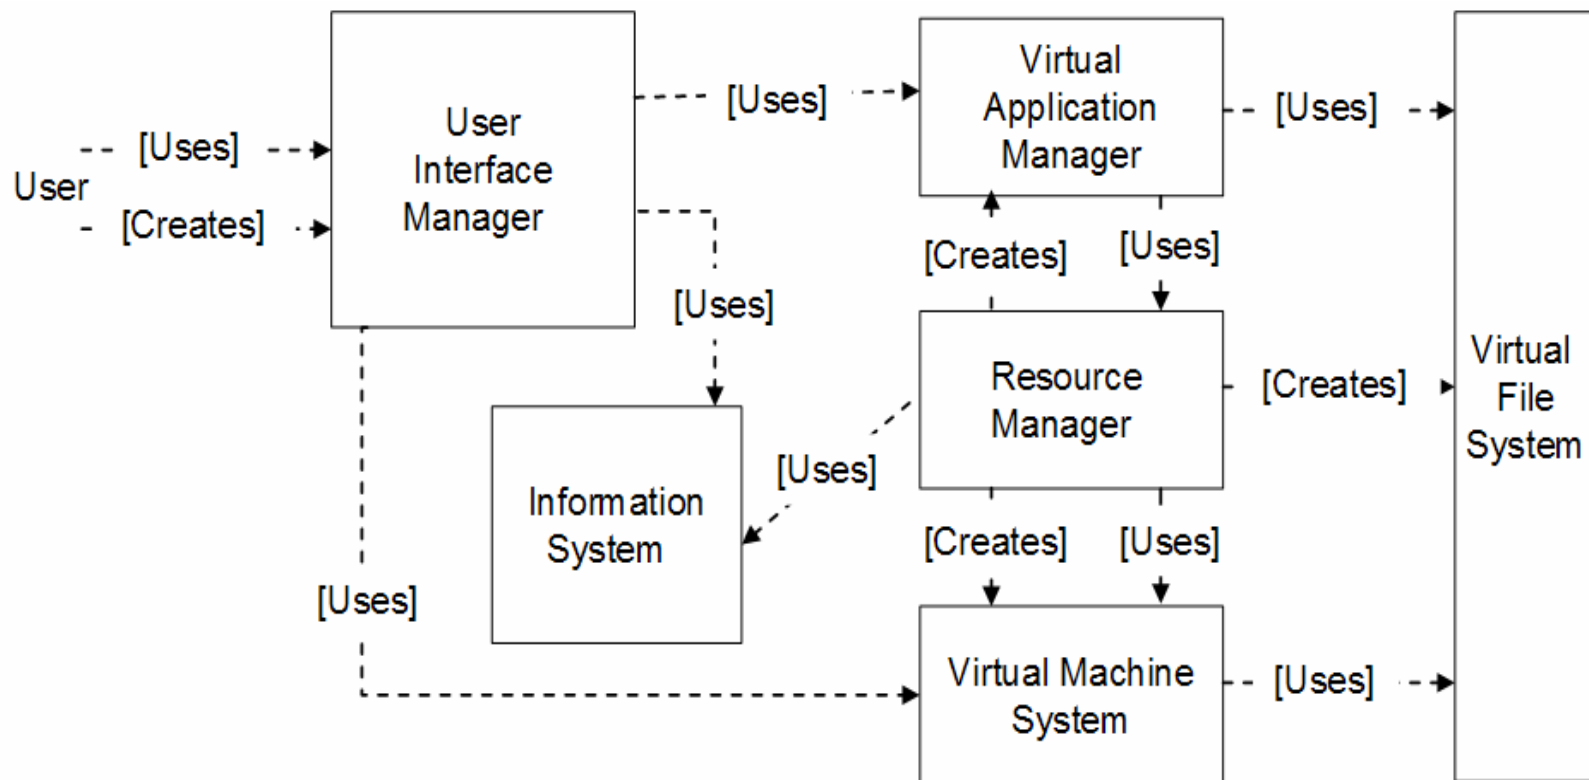 User
[Uses]
[Creates]
User
Interface
Manager
[Uses]
[Uses]
[Uses]
Information
System
Virtual
Application
Manager
[Uses]
[Creates]
[Uses]
Resource
Manager
[Creates]
[Uses]
[Creates]
[Uses]
Virtual Machine
System
[Uses]
Virtual
File
System